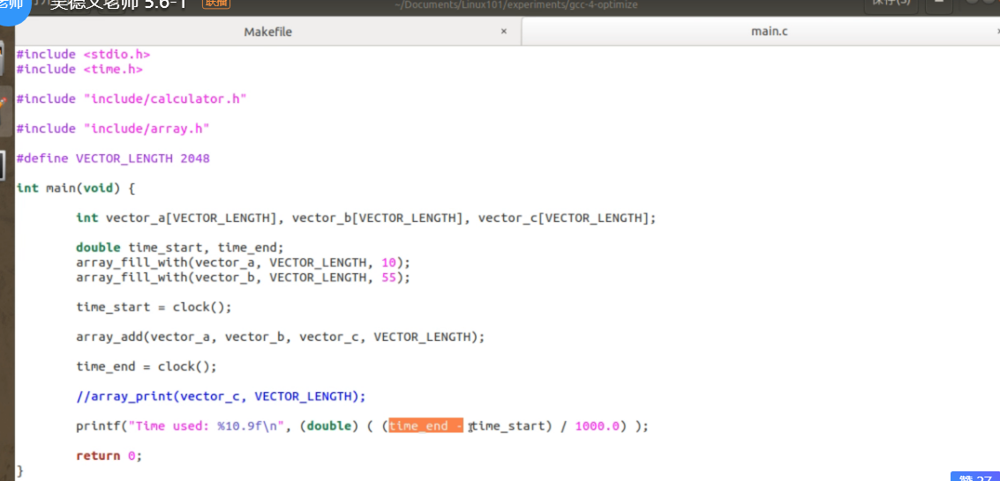 老师 吴德文老师 5.6-1 联播
~/Documents/Linux101/experiments/gcc-4-optimize
保存(S)
Makefile × main.c
#include <stdio.h>
#include <time.h>
#include "include/calculator.h"
#include "include/array.h"
#define VECTOR_LENGTH 2048
int main(void) {
int vector_a[VECTOR_LENGTH], vector_b[VECTOR_LENGTH], vector_c[VECTOR_LENGTH];
double time_start, time_end;
array_fill_with(vector_a, VECTOR_LENGTH, 10);
array_fill_with(vector_b, VECTOR_LENGTH, 55);
time_start = clock();
array_add(vector_a, vector_b, vector_c, VECTOR_LENGTH);
time_end = clock();
//array_print(vector_c, VECTOR_LENGTH);
printf("Time used: %10.9f\n", (double) ( (time_end - time_start) / 1000.0) );
return 0;
}
赞 27